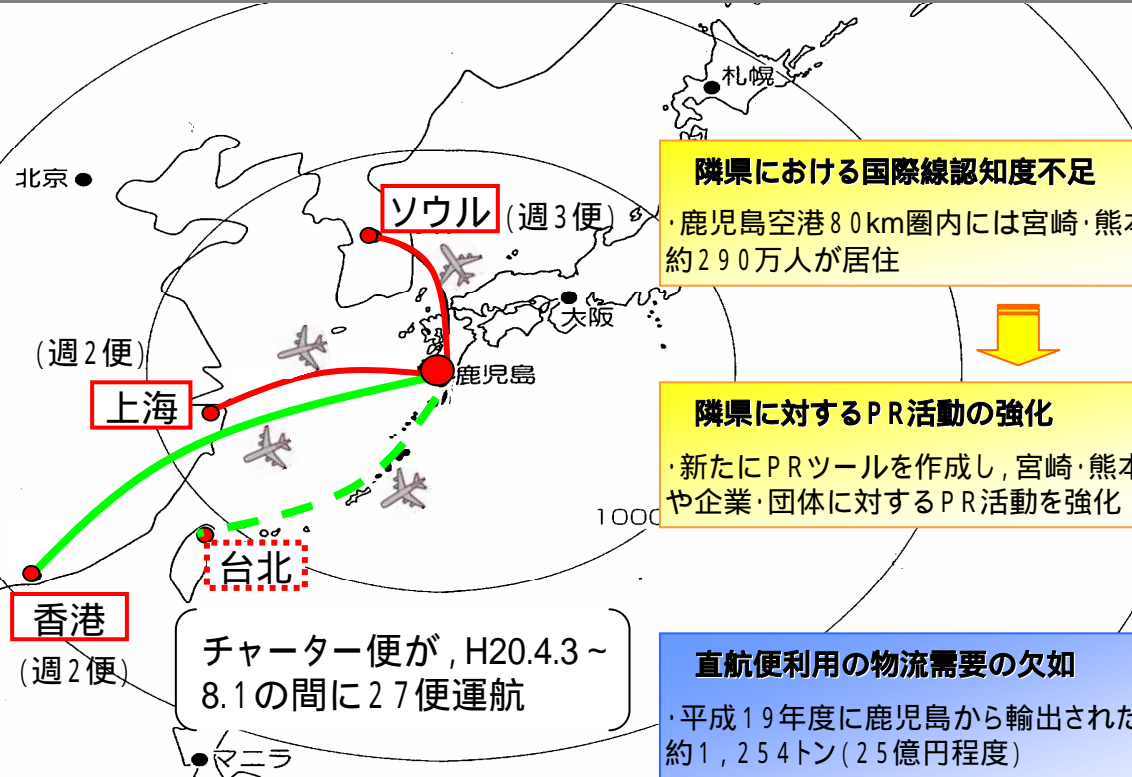 札幌
北京
ソウル
(週3便)
大阪
(週2便)
鹿児島
上海
台北
香港
(週2便)
1000
チャーター便が,H20.4.3~
8.1の間に27便運航
マニラ
隣県における国際線認知度不足
・鹿児島空港80km圏内には宮崎・熊本
約290万人が居住
隣県に対するPR活動の強化
・新たにPRツールを作成し,宮崎・熊本
や企業・団体に対するPR活動を強化
直航便利用の物流需要の欠如
・平成19年度に鹿児島から輸出された
約1,254トン(25億円程度)